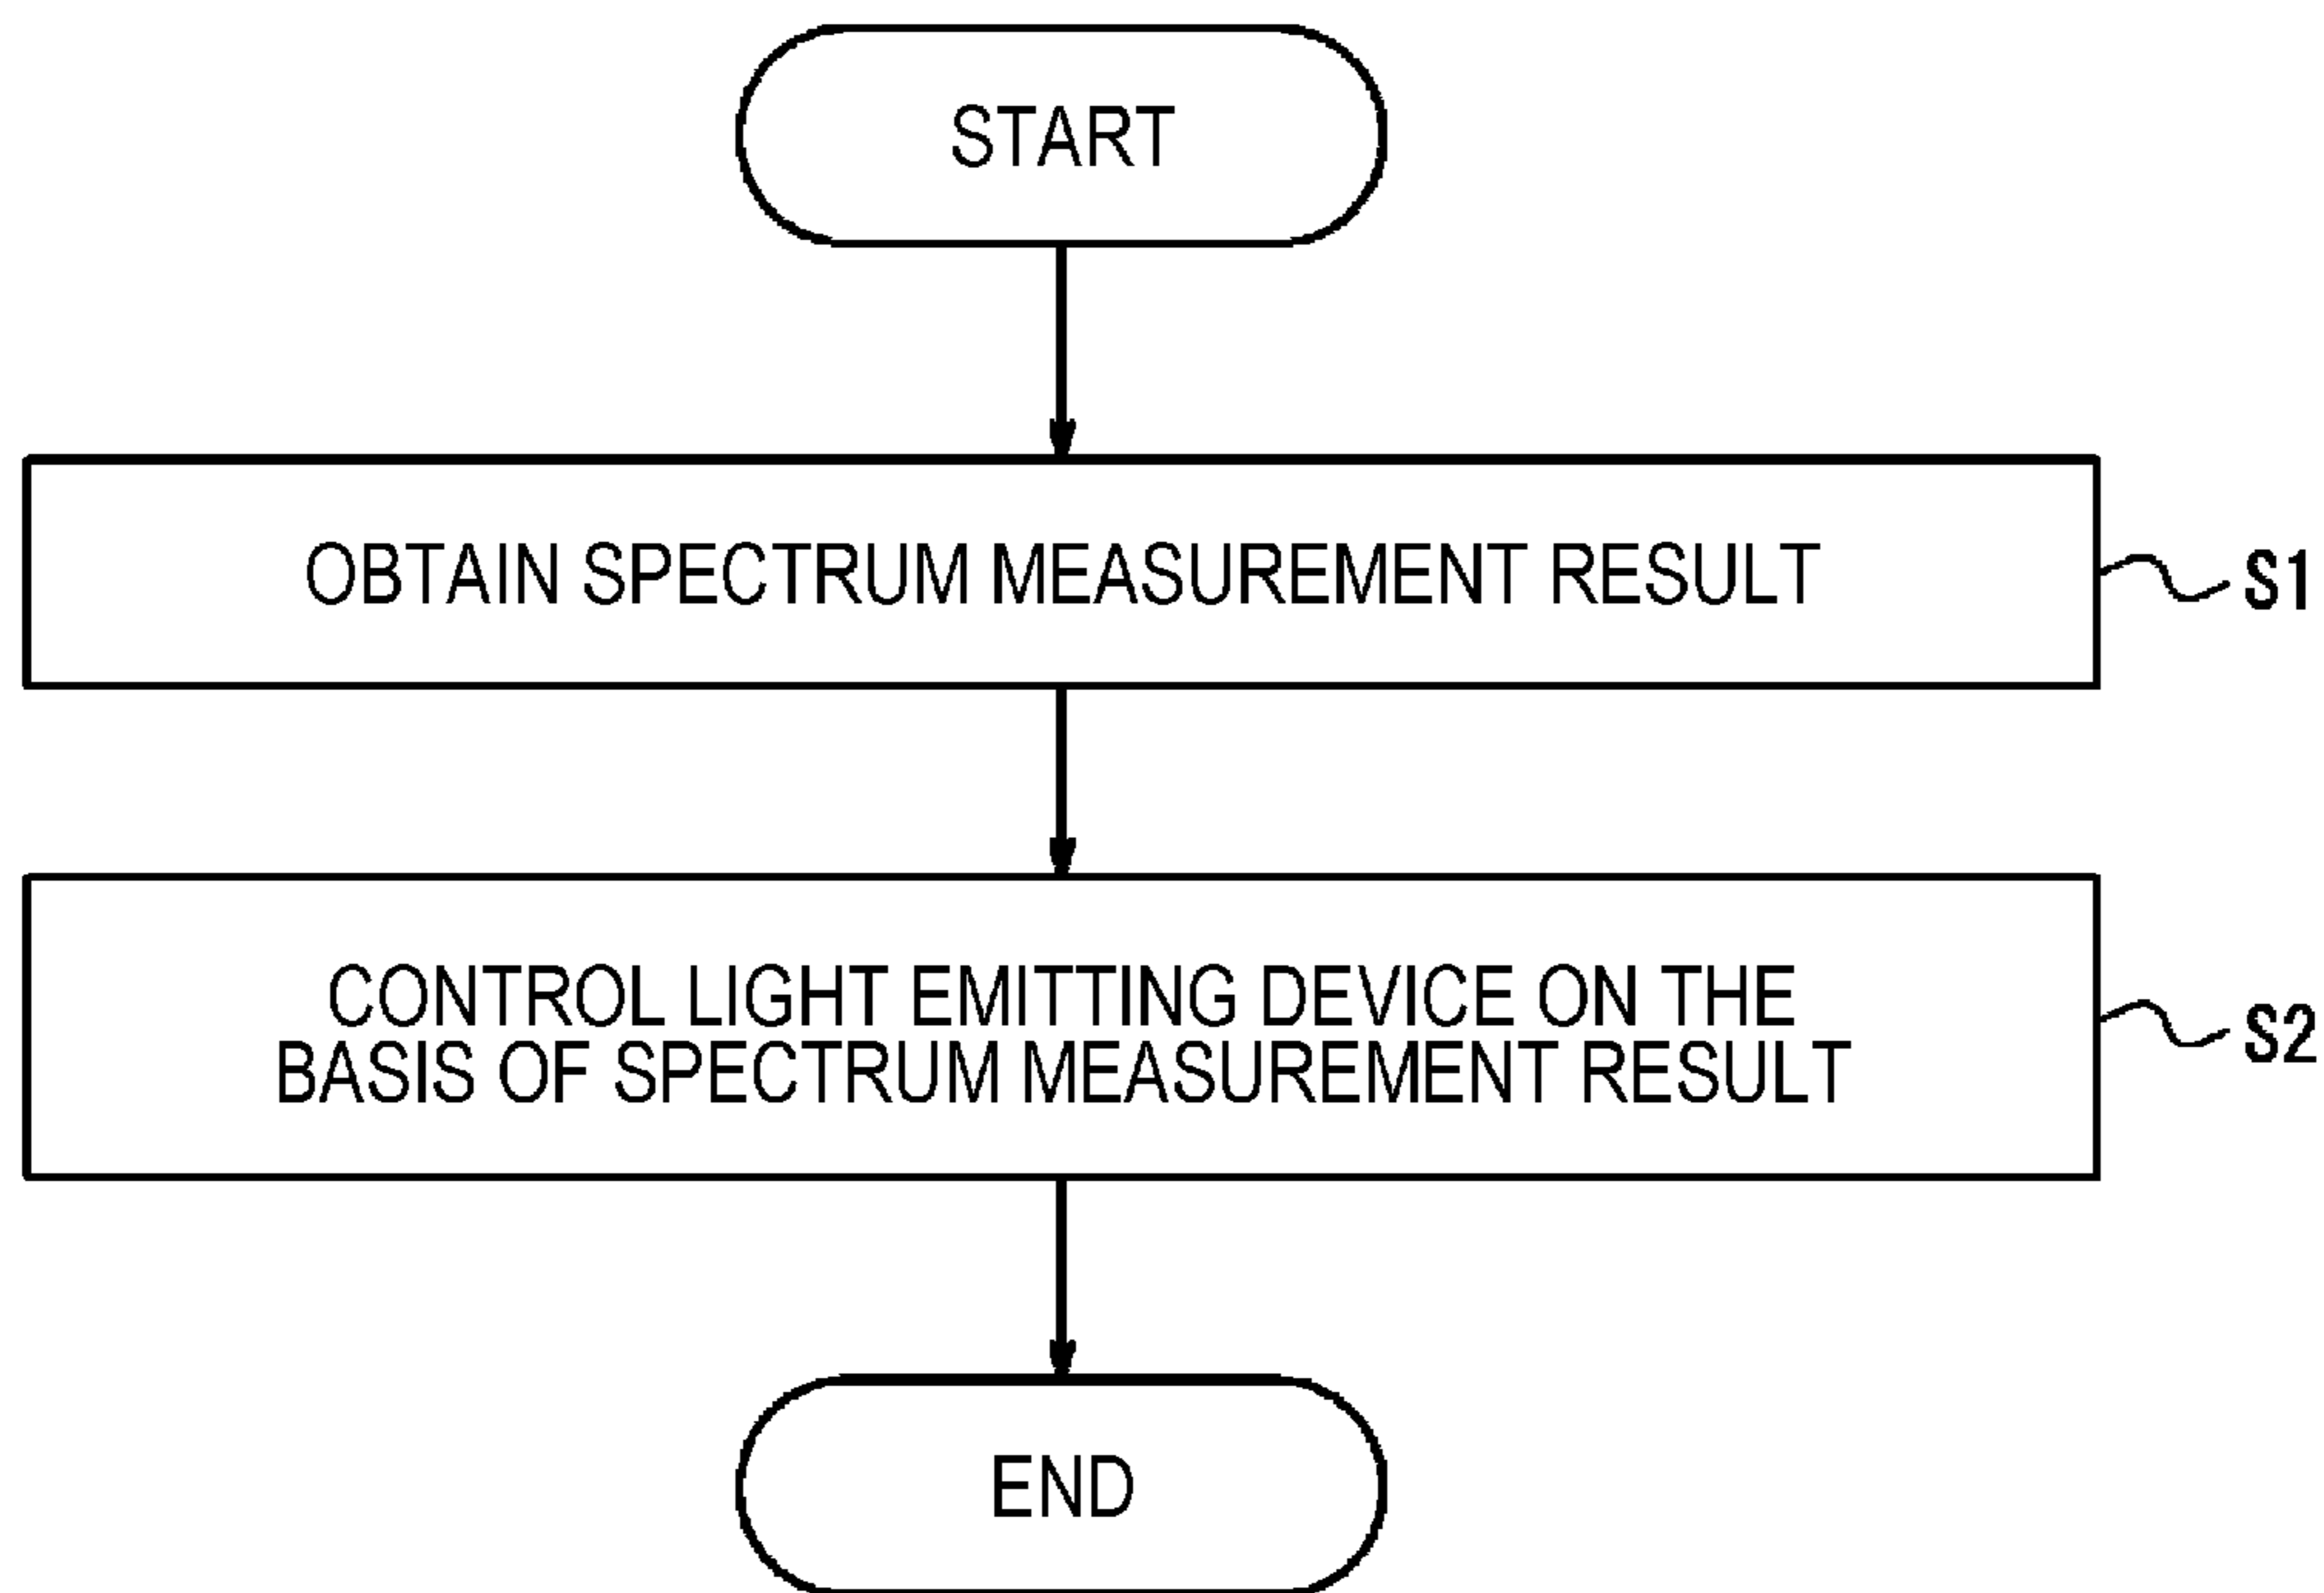 START
OBTAIN SPECTRUM MEASUREMENT RESULT
S1
CONTROL LIGHT EMITTING DEVICE ON THE
BASIS OF SPECTRUM MEASUREMENT RESULT
S2
END